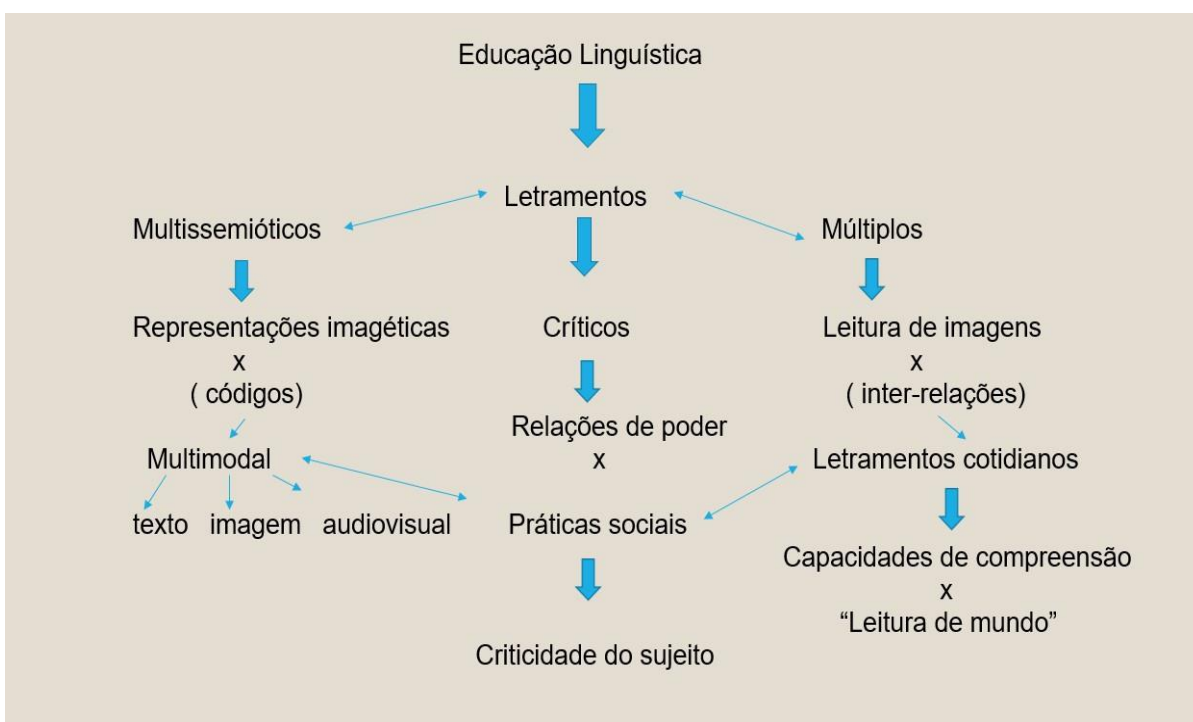 Educação Linguística
Letramentos
Multissemióticos
Múltiplos
Representações imagéticas
x
( códigos)
Críticos
Leitura de imagens
x
( inter-relações)
Relações de poder
x
Multimodal
Letramentos cotidianos
texto imagem audiovisual
Práticas sociais
Capacidades de compreensão
x
“Leitura de mundo”
Criticidade do sujeito